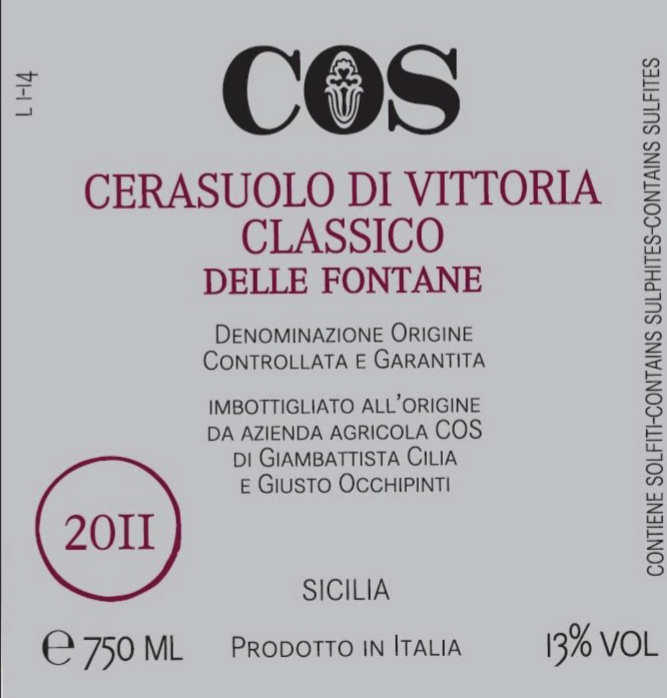 L 1-14
COS
CERASUOLO DI VITTORIA
CLASSICO
DELLE FONTANE
DENOMINAZIONE ORIGINE
CONTROLLATA E GARANTITA
IMBOTTIGLIATO ALL'ORIGINE
DA AZIENDA AGRICOLA COS
DI GIAMBATTISTA CILIA
E GIUSTO OCCHIPINTI
2011
SICILIA
℮ 750 ML
PRODOTTO IN ITALIA
13% VOL
CONTIENE SOLFITI-CONTAINS SULPHITES-CONTAINS SULFITES